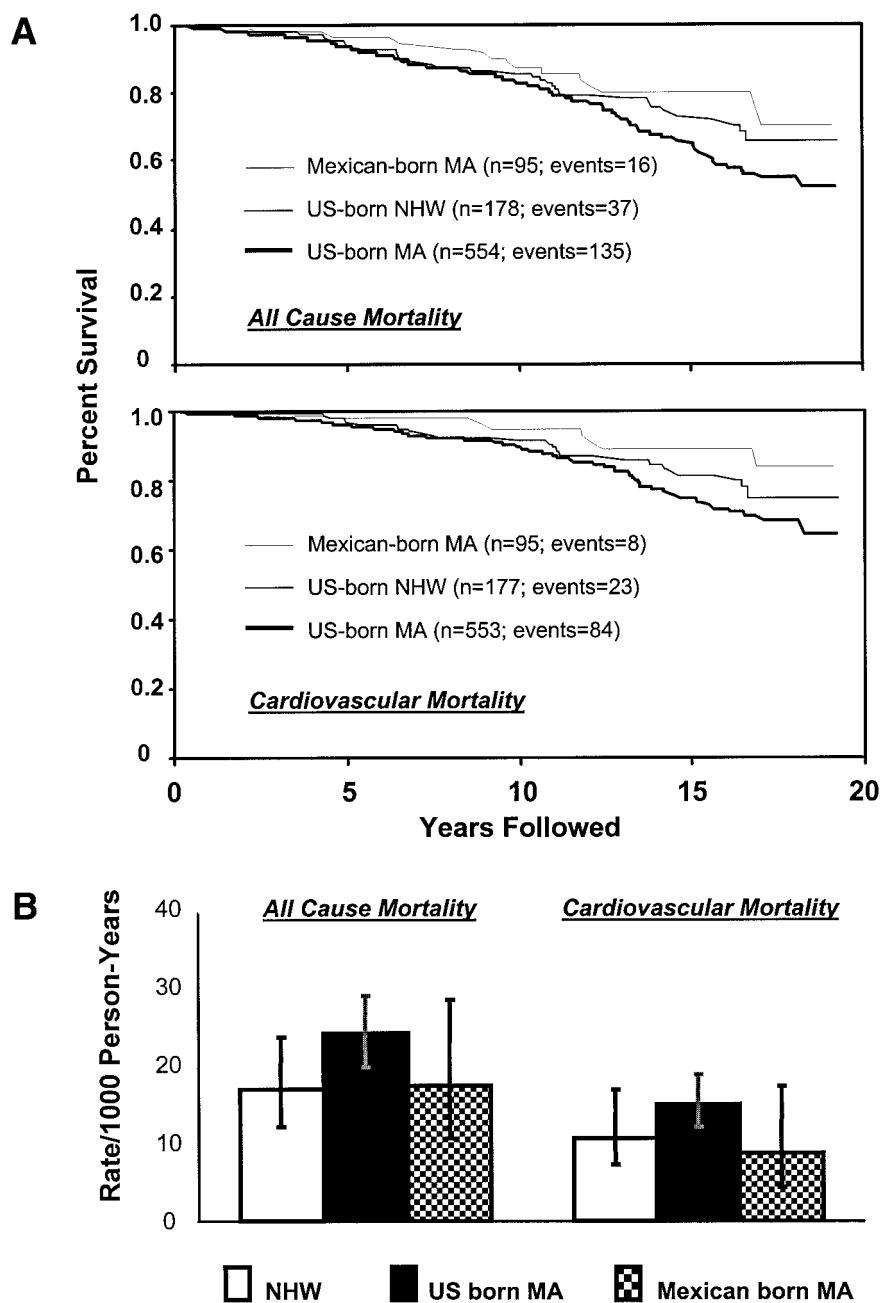 A
1.0
0.8
0.6
0.4
0.2
0
Mexican-born MA (n=95; events=16)
US-born NHW (n=178; events=37)
US-born MA (n=554; events=135)
All Cause Mortality
Percent Survival
1.0
0.8
0.6
0.4
0.2
0
Mexican-born MA (n=95; events=8)
US-born NHW (n=177; events=23)
US-born MA (n=553; events=84)
Cardiovascular Mortality
0 5 10 15 20
Years Followed
B
Rate/1000 Person-Years
40
30
20
10
0
All Cause Mortality Cardiovascular Mortality
NHW US born MA Mexican born MA